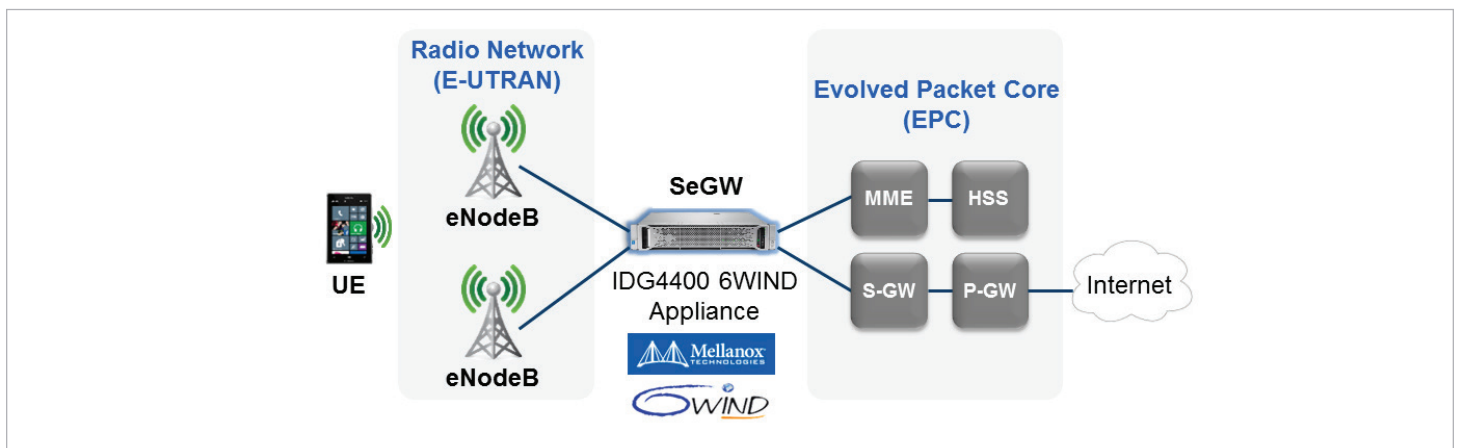 Radio Network
(E-UTRAN)
eNodeB
UE
eNodeB
SeGW
IDG4400 6WIND
Appliance
Mellanox
TECHNOLOGIES
6WIND
Evolved Packet Core
(EPC)
MME
HSS
S-GW
P-GW
Internet